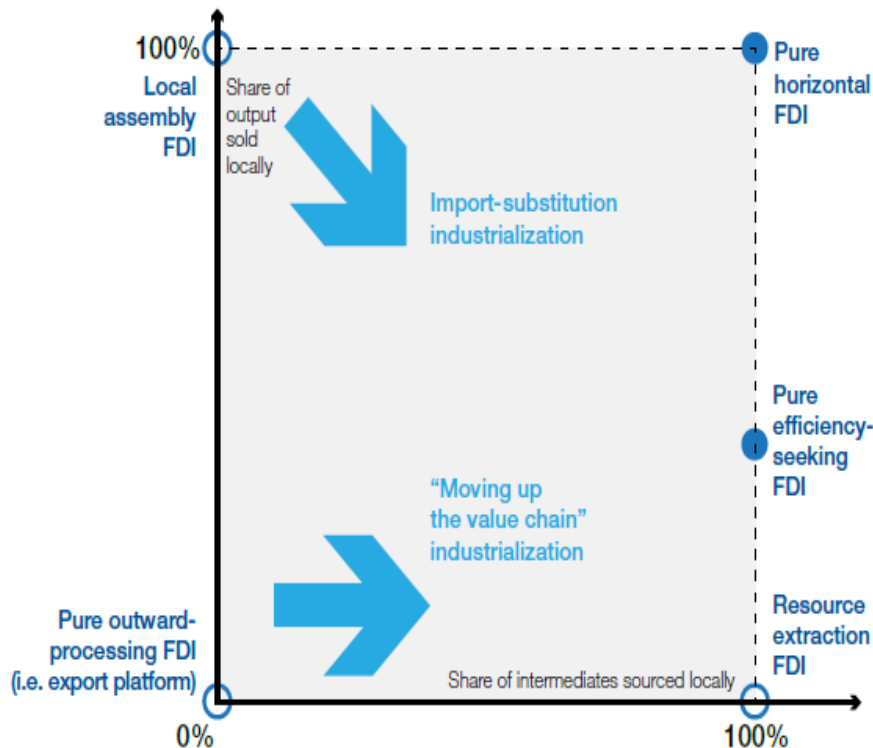 100%
Local
assembly
FDI
Share of
output
sold
locally
Pure
horizontal
FDI
Import-substitution
industrialization
Pure
efficiency-
seeking
FDI
“Moving up
the value chain”
industrialization
Pure outward-
processing FDI
(i.e. export platform)
Resource
extraction
FDI
Share of intermediates sourced locally
0%
100%